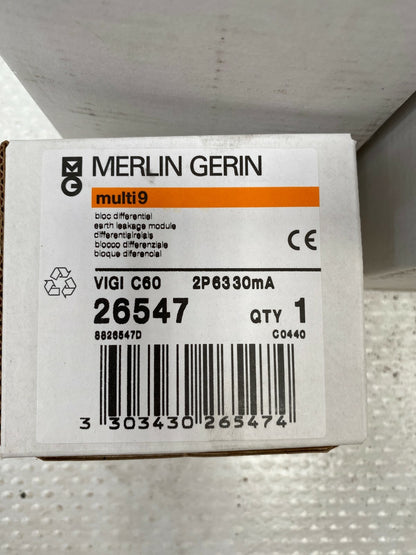 MG MERLIN GERIN
multi9
bloc differentiel
earth leakage module
differentialrelais
blocco differenziale
bloque diferencial
CE
VIGI C60 2P6330mA
26547 QTY 1
8826547D C0440
3 303430 265474